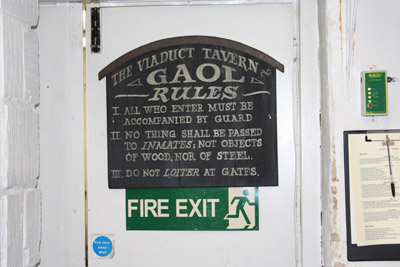 THE VIADUCT TAVERN
GAOL
RULES
I. ALL WHO ENTER MUST BE
ACCOMPANIED BY GUARD
II. NO THING SHALL BE PASSED
TO INMATES; NOT OBJECTS
OF WOOD, NOR OF STEEL.
III. DO NOT LOITER AT GATES.
FIRE EXIT